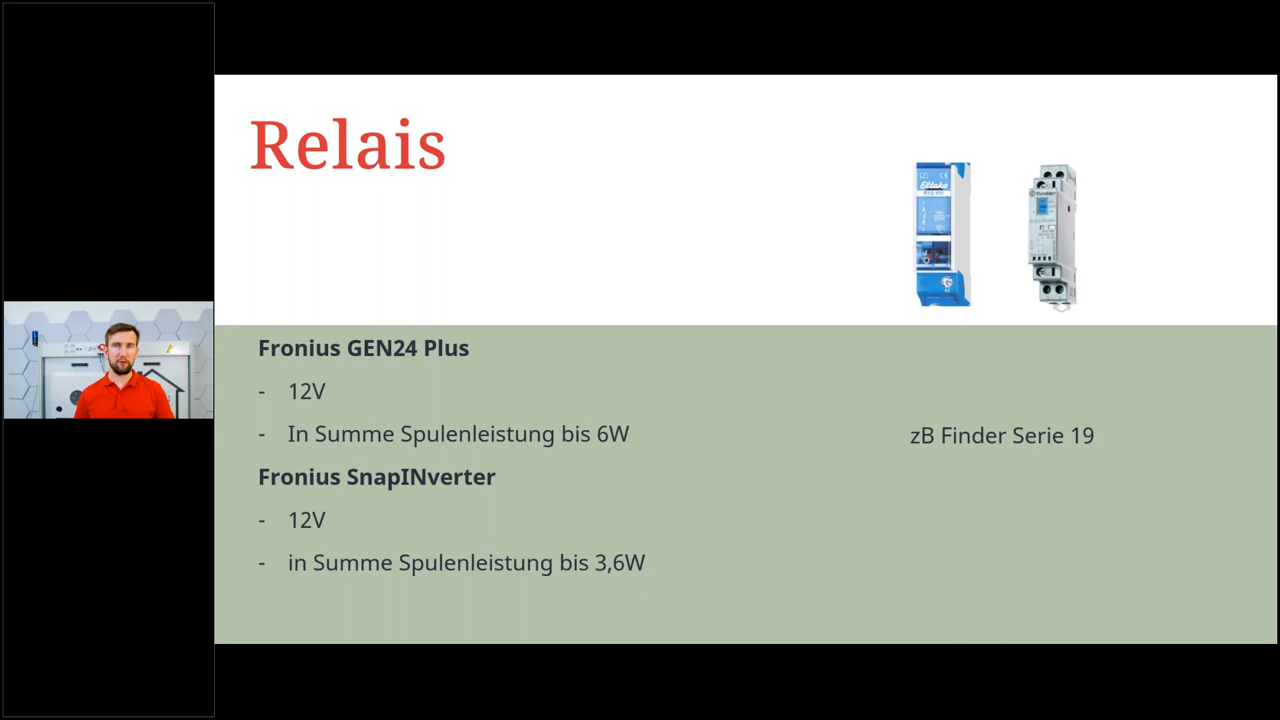 Relais
Eltako
Fronius GEN24 Plus
- 12V
- In Summe Spulenleistung bis 6W
zB Finder Serie 19
Fronius SnapINverter
- 12V
- in Summe Spulenleistung bis 3,6W